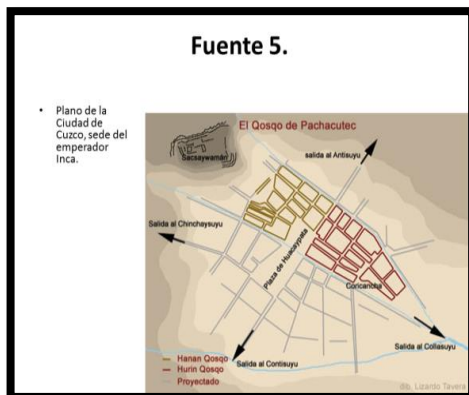 Fuente 5.
• Plano de la
Ciudad de
Cuzco, sede del
emperador
Inca.
El Qosqo de Pachacutec
Sacsaywamán
salida al Antisuyu
Salida al Chinchaysuyu
Plaza de Huacaypata
Coricancha
Salida al Collasuyu
Salida al Contisuyu
Hanan Qosqo
Hurin Qosqo
Proyectado
dib. Lizardo Tavera